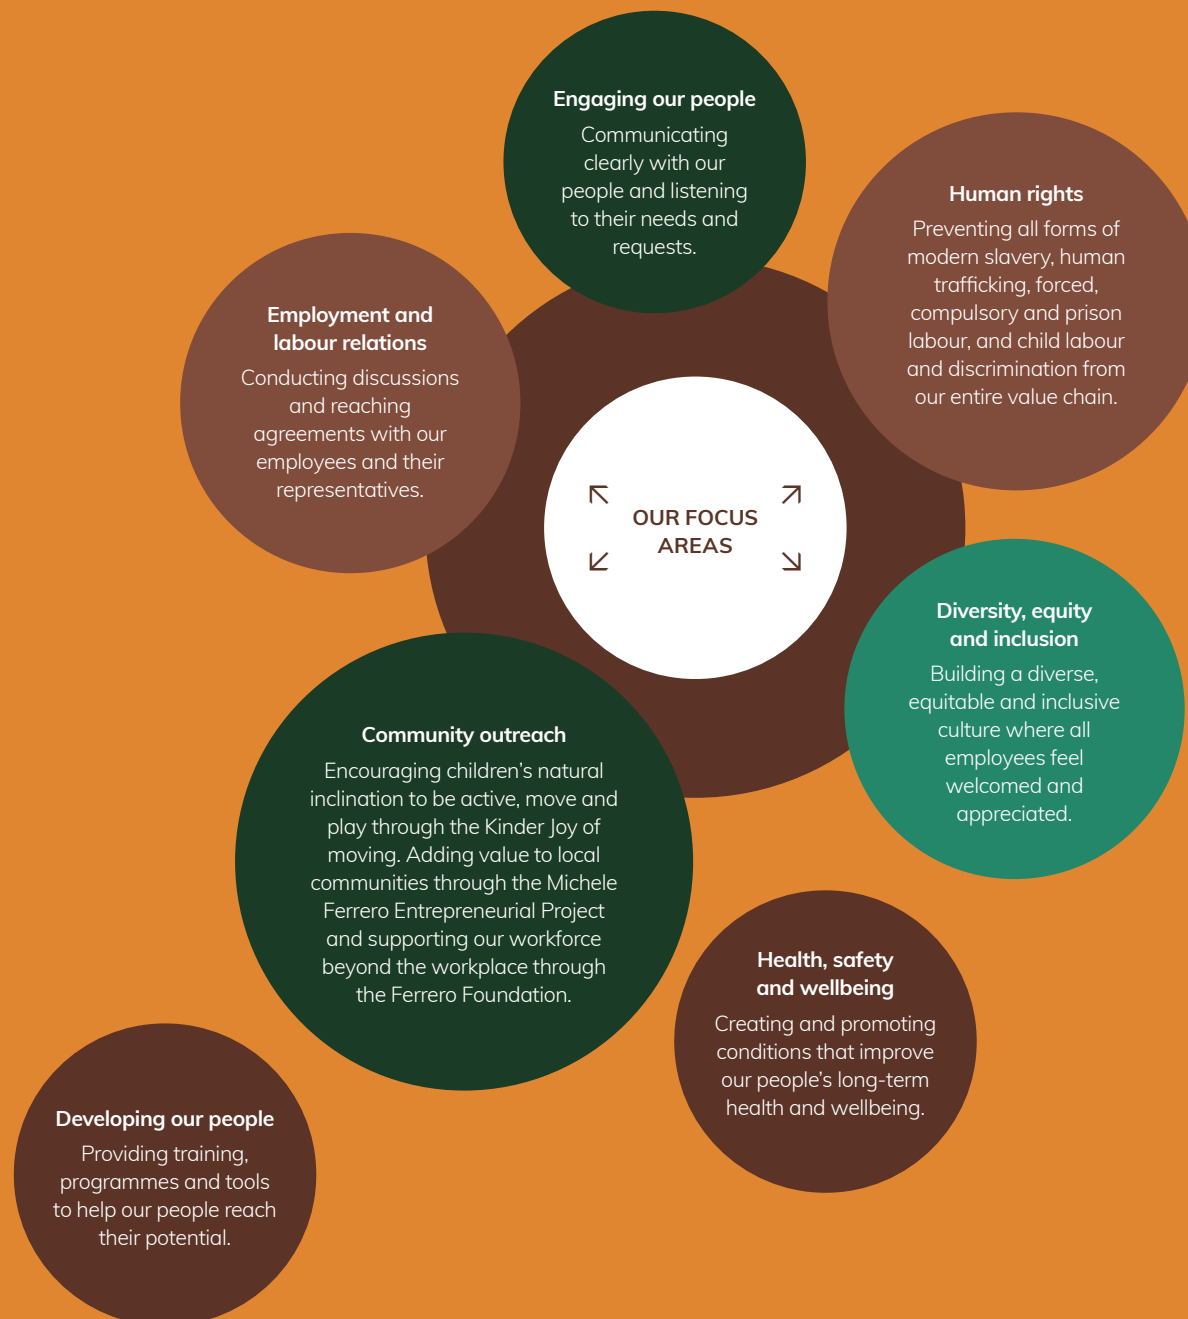 Engaging our people
Communicating
clearly with our
people and listening
to their needs and
requests.
Human rights
Preventing all forms of
modern slavery, human
trafficking, forced,
compulsory and prison
labour, and child labour
and discrimination from
our entire value chain.
Employment and
labour relations
Conducting discussions
and reaching
agreements with our
employees and their
representatives.
OUR FOCUS
AREAS
Diversity, equity
and inclusion
Building a diverse,
equitable and inclusive
culture where all
employees feel
welcomed and
appreciated.
Community outreach
Encouraging children’s natural
inclination to be active, move and
play through the Kinder Joy of
moving. Adding value to local
communities through the Michele
Ferrero Entrepreneurial Project
and supporting our workforce
beyond the workplace through
the Ferrero Foundation.
Health, safety
and wellbeing
Creating and promoting
conditions that improve
our people’s long-term
health and wellbeing.
Developing our people
Providing training,
programmes and tools
to help our people reach
their potential.